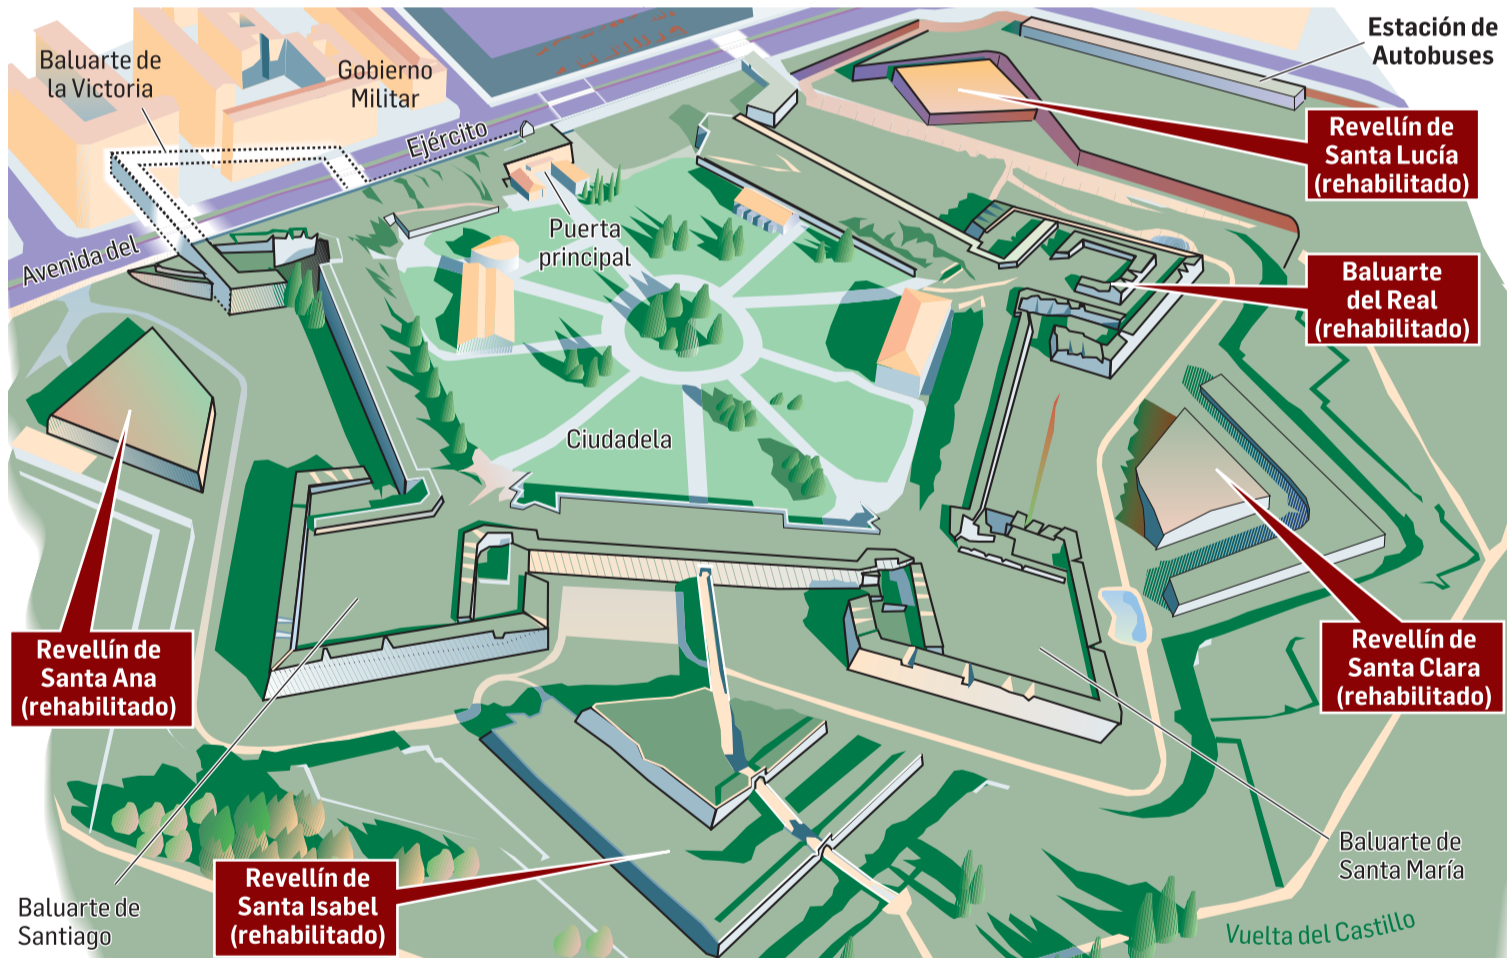 Baluarte de
la Victoria
Gobierno
Militar
Estación de
Autobuses
Ejército
Avenida del
Revellín de
Santa Lucía
(rehabilitado)
Puerta
principal
Baluarte
del Real
(rehabilitado)
Ciudadela
Revellín de
Santa Ana
(rehabilitado)
Revellín de
Santa Clara
(rehabilitado)
Baluarte de
Santa María
Revellín de
Santa Isabel
(rehabilitado)
Baluarte de
Santiago
Vuelta del Castillo